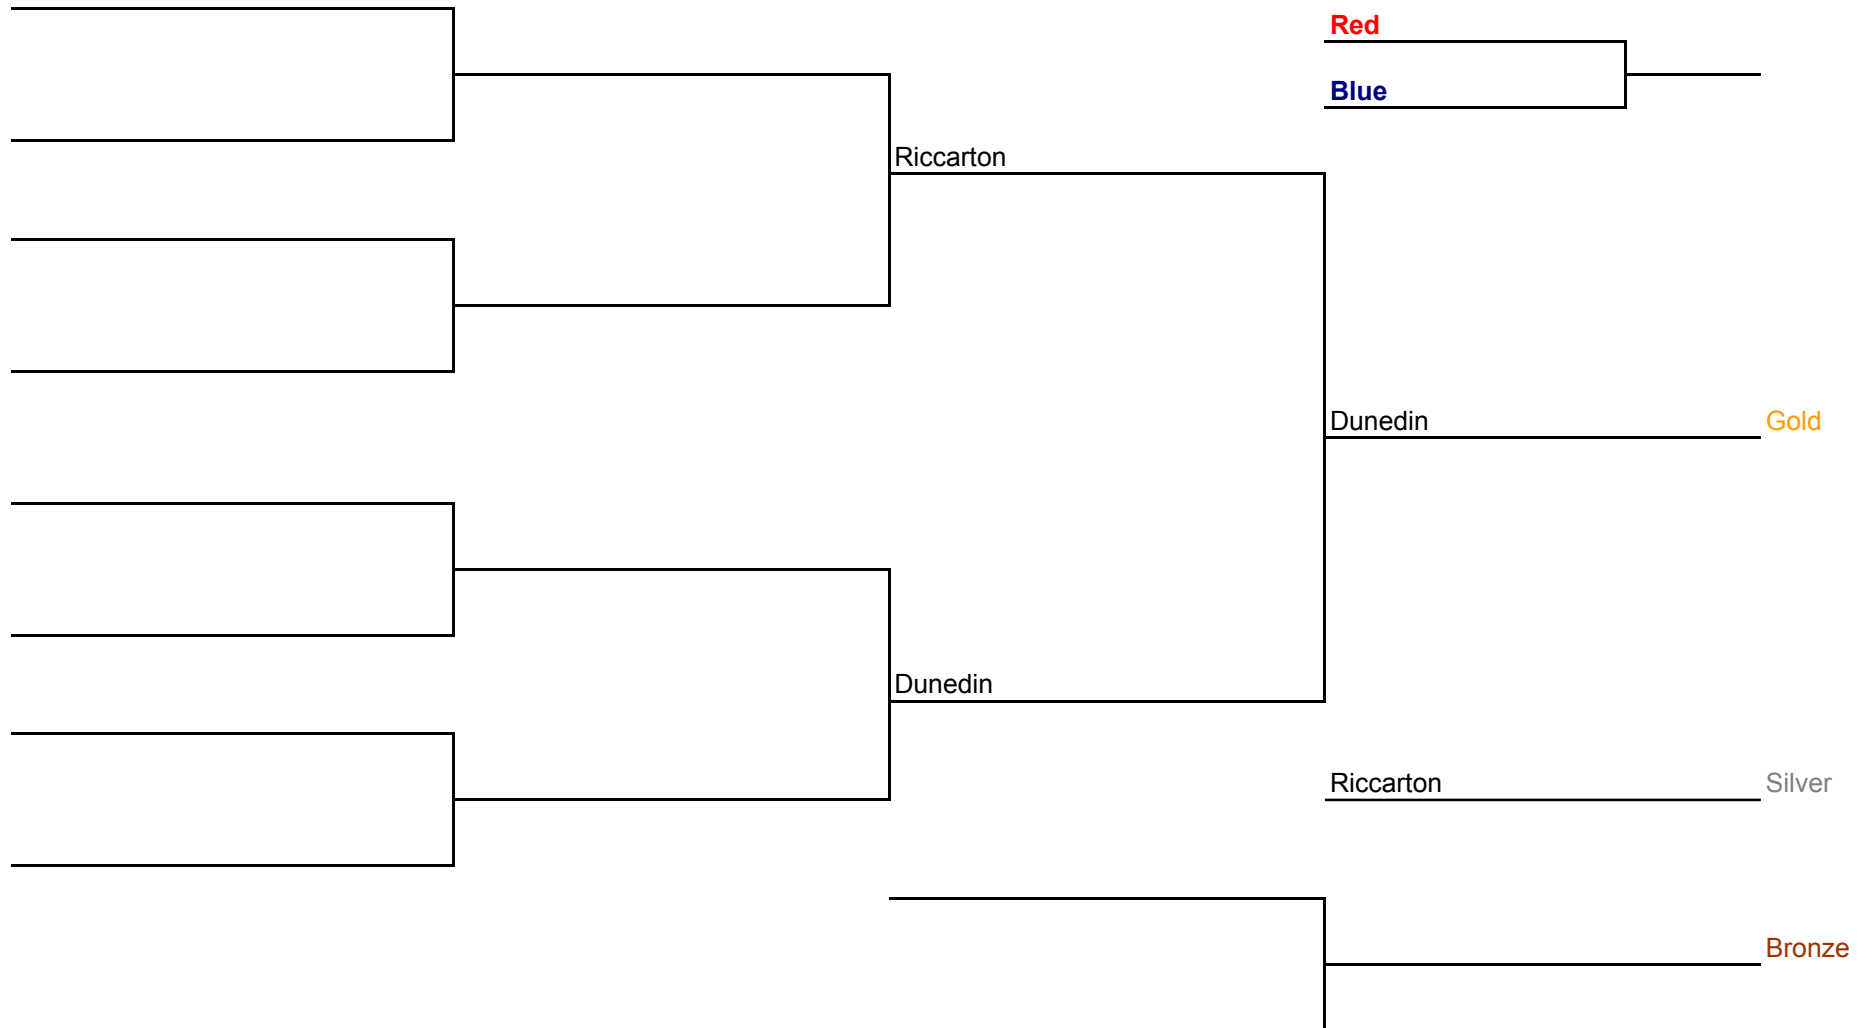 Red
Blue
Riccarton
Dunedin
Gold
Dunedin
Riccarton
Silver
Bronze